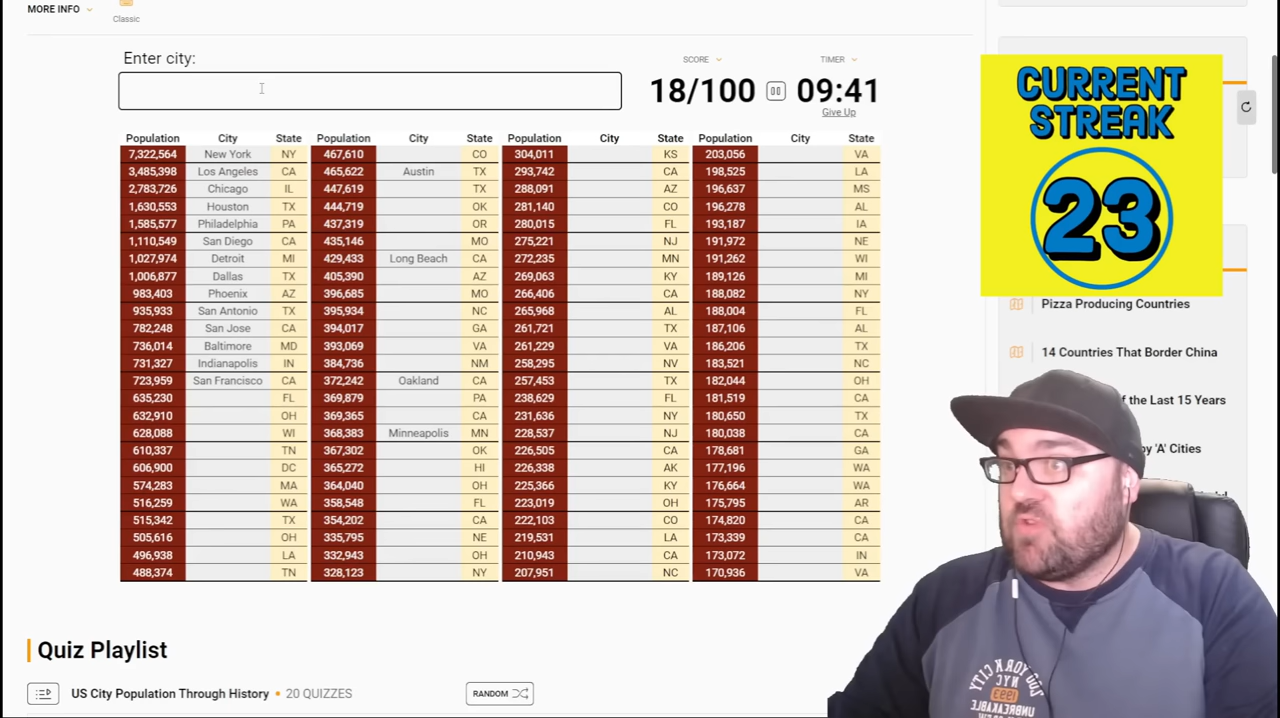 MORE INFO
Classic
Enter city:
SCORE
TIMER
18/100
09:41
Give Up
CURRENT
STREAK
23
Population City State Population City State Population City State Population City State
7,322,564 New York NY 467,610 CO 304,011 KS 203,056 VA
3,485,398 Los Angeles CA 465,622 Austin TX 293,742 CA 198,525 LA
2,783,726 Chicago IL 447,619 TX 288,091 AZ 196,637 MS
1,630,553 Houston TX 444,719 OK 281,140 CO 196,278 AL
1,585,577 Philadelphia PA 437,319 OR 280,015 FL 193,187 IA
1,110,549 San Diego CA 435,146 MO 275,221 NJ 191,972 NE
1,027,974 Detroit MI 429,433 Long Beach CA 272,235 MN 191,262 WI
1,006,877 Dallas TX 405,390 AZ 269,063 KY 189,126 MI
983,403 Phoenix AZ 396,685 MO 266,406 CA 188,082 NY
935,933 San Antonio TX 395,934 NC 265,968 AL 188,004 FL
782,248 San Jose CA 394,017 GA 261,721 TX 187,106 AL
736,014 Baltimore MD 393,069 VA 261,229 VA 186,206 TX
731,327 Indianapolis IN 384,736 NM 258,295 NV 183,521 NC
723,959 San Francisco CA 372,242 Oakland CA 257,453 TX 182,044 OH
635,230 FL 369,879 PA 238,629 FL 181,519 CA
632,910 OH 369,365 CA 231,636 NY 180,650 TX
628,088 WI 368,383 Minneapolis MN 228,537 NJ 180,038 CA
610,337 TN 367,302 OK 226,505 CA 178,681 GA
606,900 DC 365,272 HI 226,338 AK 177,196 WA
574,283 MA 364,040 OH 225,366 KY 176,664 WA
516,259 WA 358,548 FL 223,019 OH 175,795 AR
515,342 TX 354,202 CA 222,103 CO 174,820 CA
505,616 OH 335,795 NE 219,531 LA 173,339 CA
496,938 LA 332,943 OH 210,943 CA 173,072 IN
488,374 TN 328,123 NY 207,951 NC 170,936 VA
Pizza Producing Countries
14 Countries That Border China
of the Last 15 Years
by 'A' Cities
Quiz Playlist
US City Population Through History • 20 QUIZZES
RANDOM
NEW YORK
NYC
1993
UNBREAKABLE